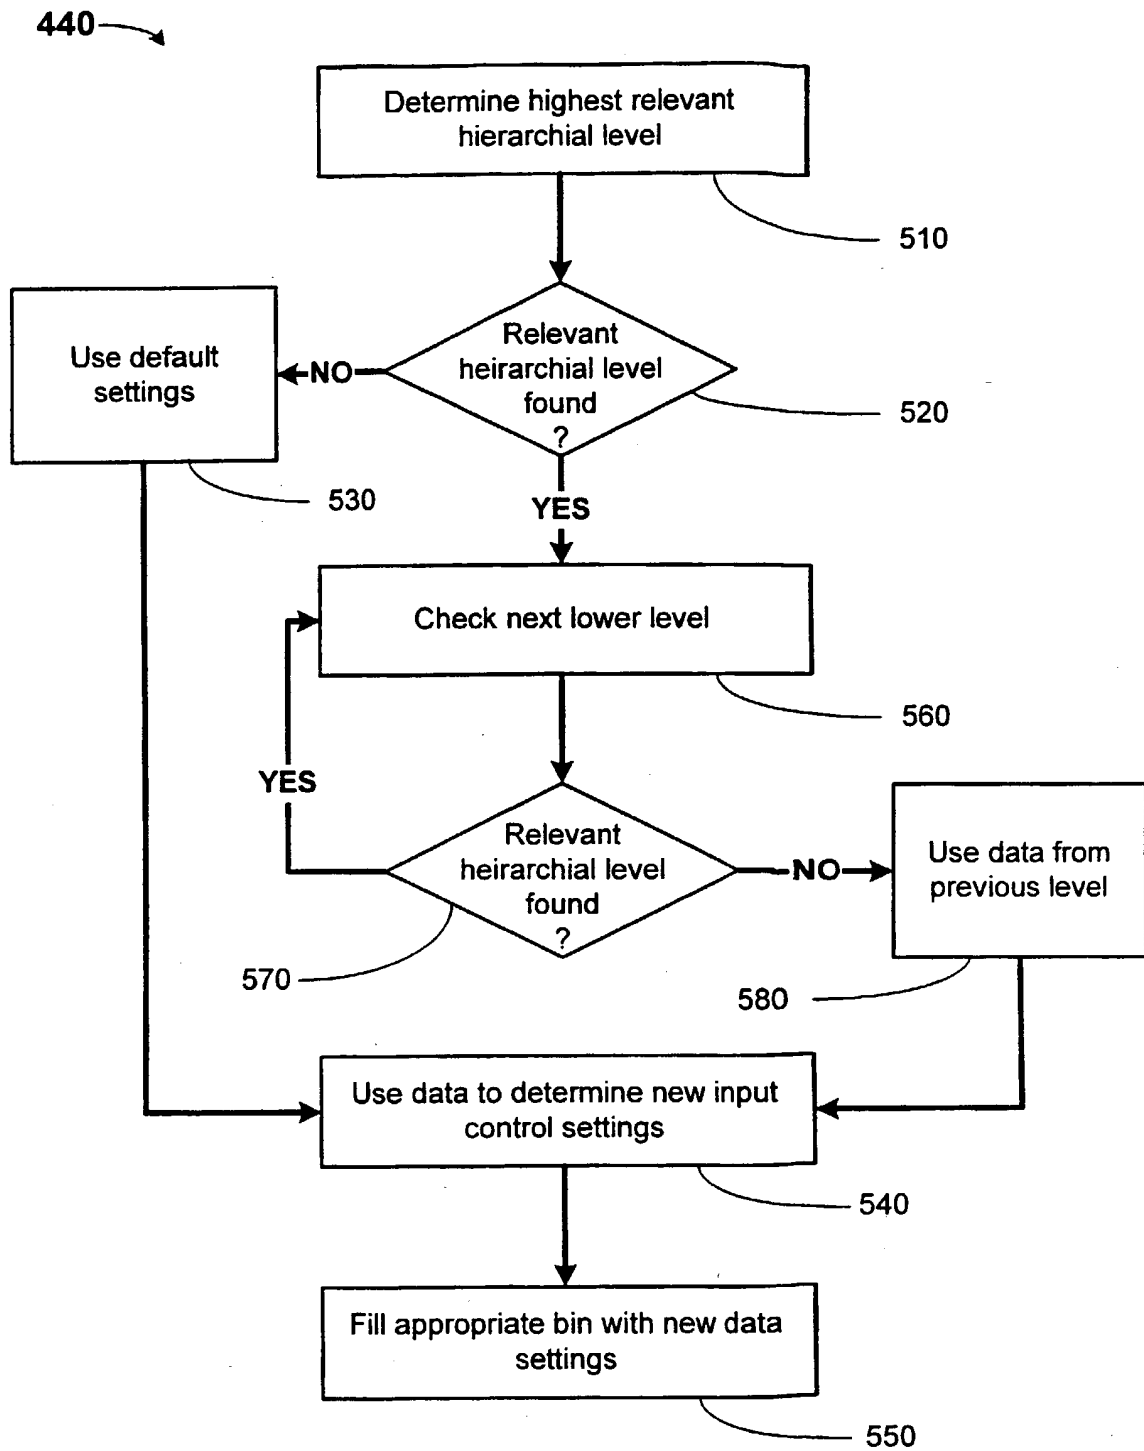 440
Determine highest relevant
hierarchial level
510
Relevant
heirarchial level
found
?
520
NO
Use default
settings
530
YES
Check next lower level
560
YES
Relevant
heirarchial level
found
?
570
NO
Use data from
previous level
580
Use data to determine new input
control settings
540
Fill appropriate bin with new data
settings
550